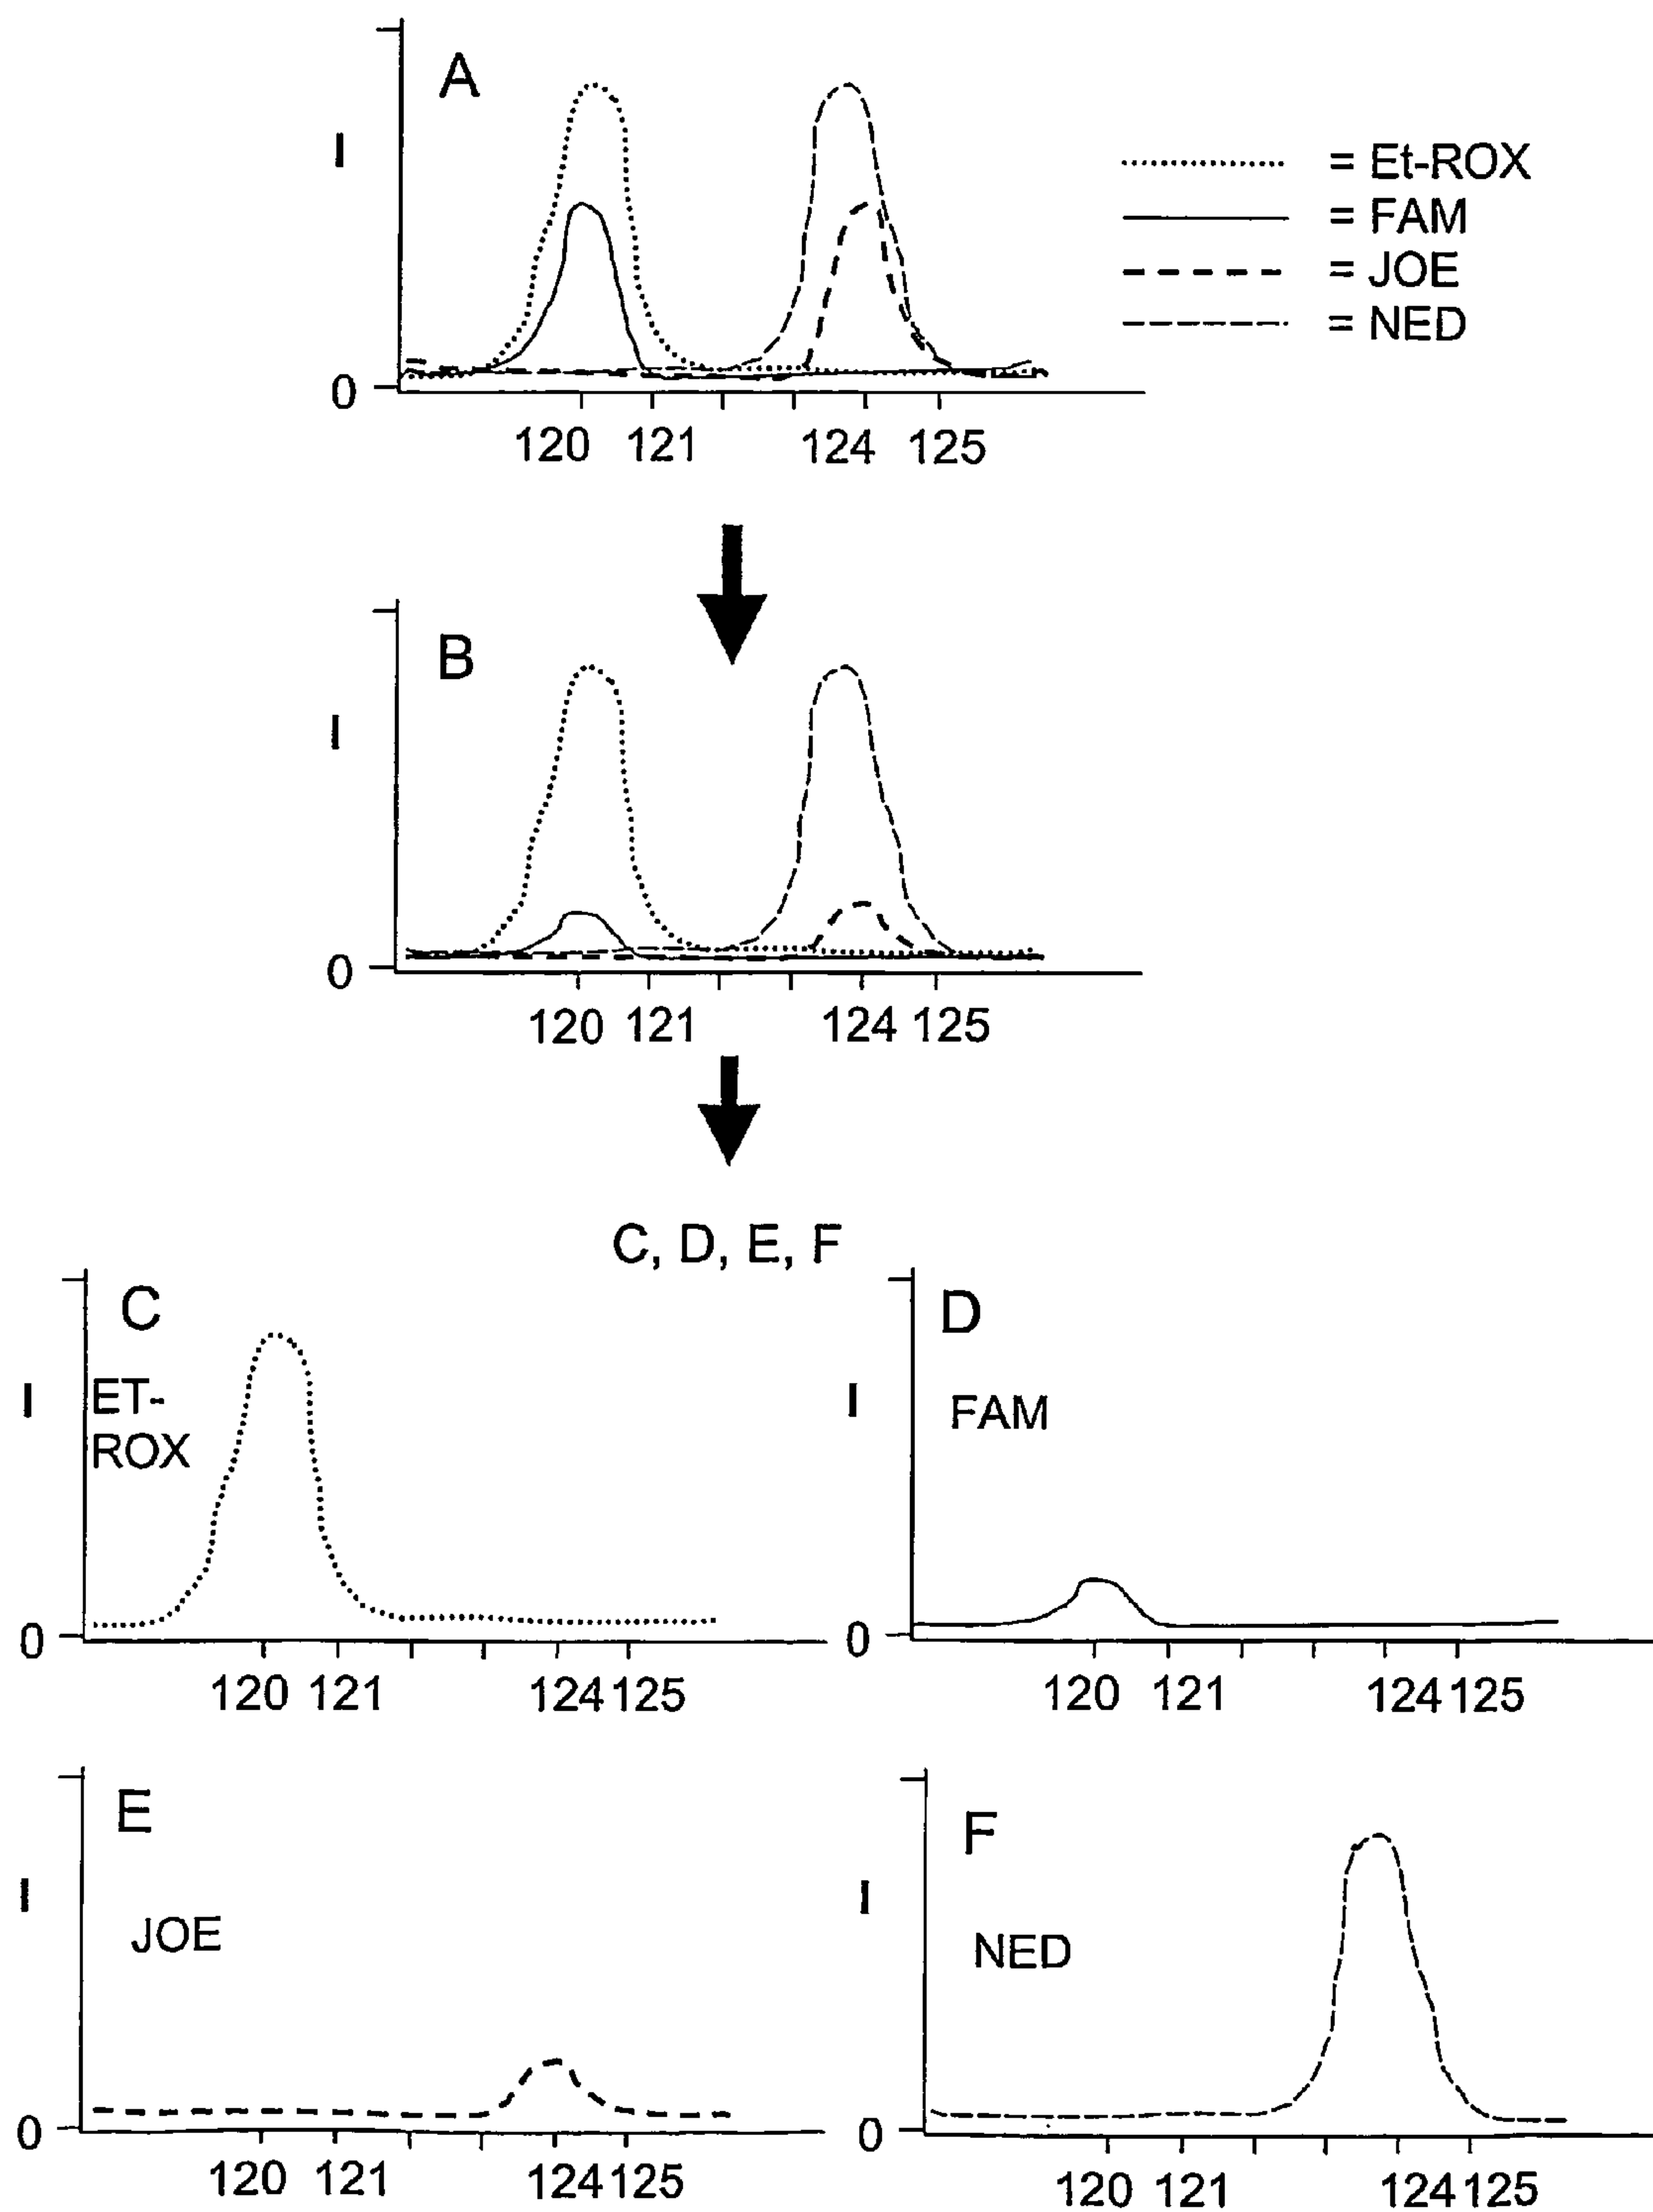 A
I
= Et-ROX
= FAM
= JOE
= NED
0
120 121 124 125
B
I
0
120 121 124 125
C, D, E, F
C
I
ET-
ROX
0
120 121 124 125
D
I
FAM
0
120 121 124 125
E
I
JOE
0
120 121 124 125
F
I
NED
0
120 121 124 125